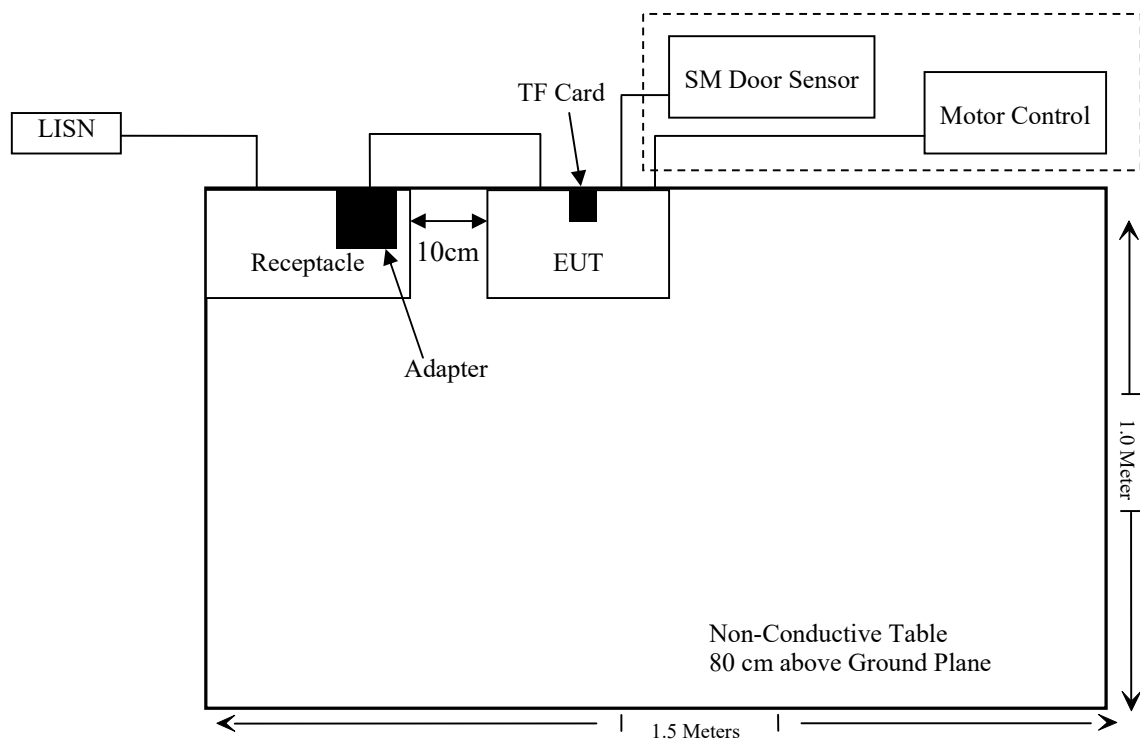 SM Door Sensor
TF Card
Motor Control
LISN
10cm
Receptacle
EUT
Adapter
1.0 Meter
Non-Conductive Table
80 cm above Ground Plane
1.5 Meters